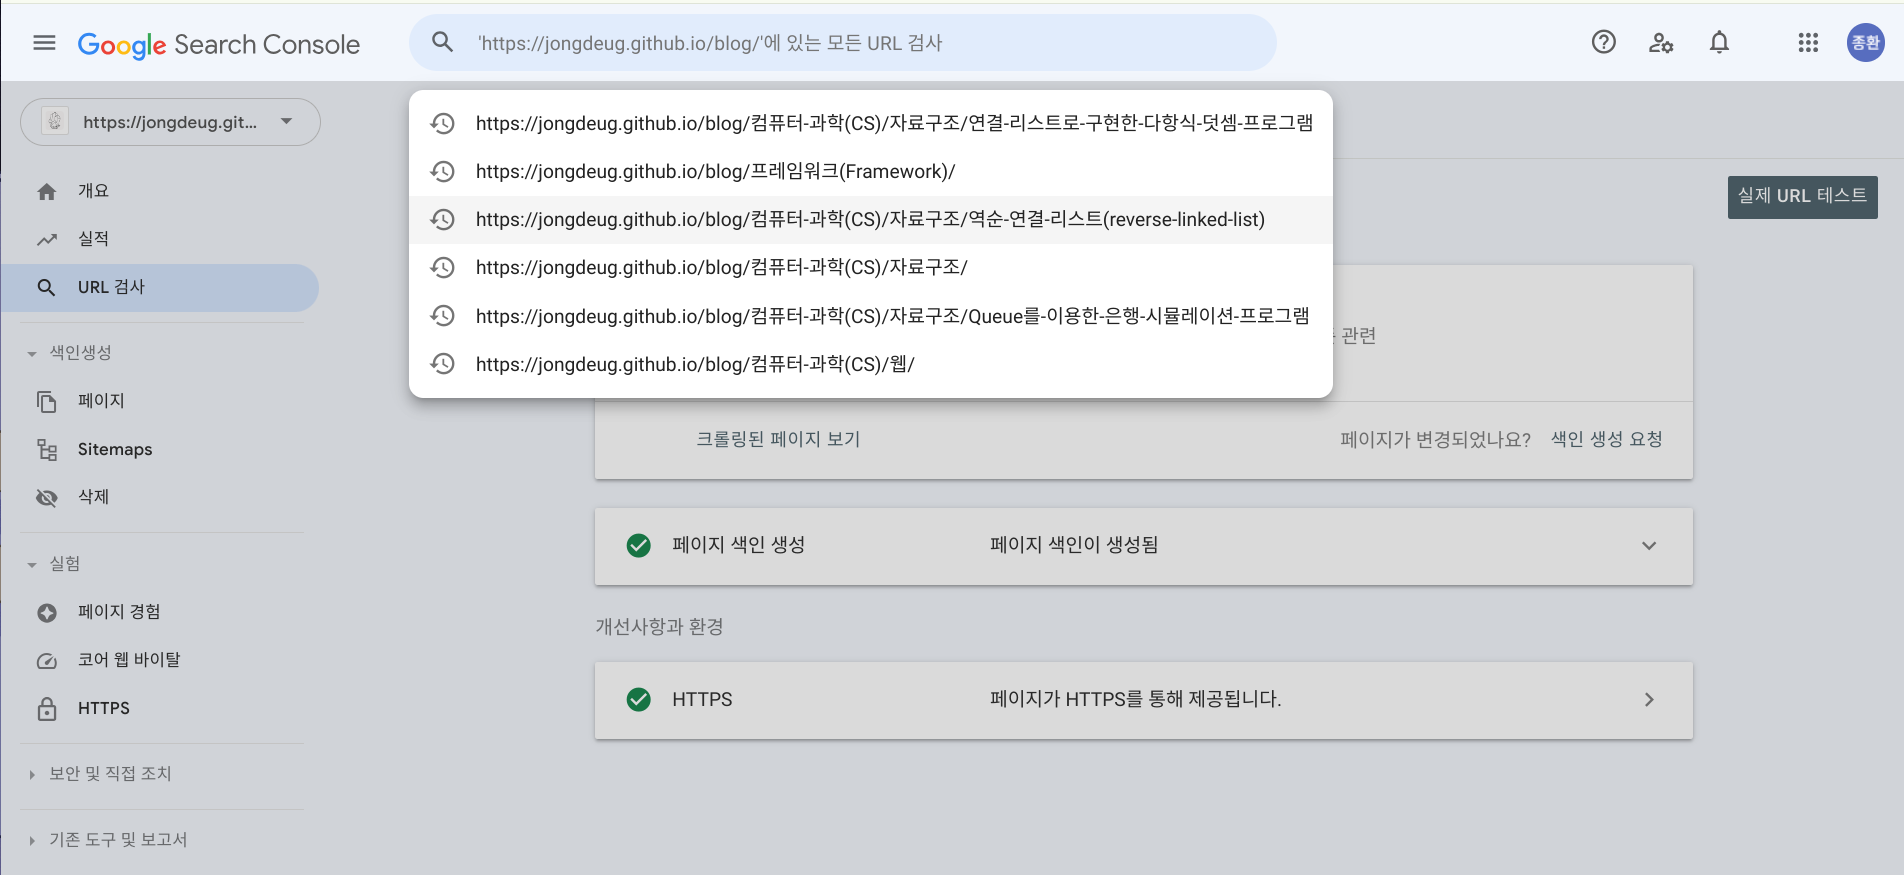 Google Search Console
'https://jongdeug.github.io/blog/'에 있는 모든 URL 검사
종환
https://jongdeug.git...
개요
실적
URL 검사
색인생성
페이지
Sitemaps
삭제
실험
페이지 경험
코어 웹 바이탈
HTTPS
보안 및 직접 조치
기존 도구 및 보고서
https://jongdeug.github.io/blog/컴퓨터-과학(CS)/자료구조/연결-리스트로-구현한-다항식-덧셈-프로그램
https://jongdeug.github.io/blog/프레임워크(Framework)/
https://jongdeug.github.io/blog/컴퓨터-과학(CS)/자료구조/역순-연결-리스트(reverse-linked-list)
https://jongdeug.github.io/blog/컴퓨터-과학(CS)/자료구조/
https://jongdeug.github.io/blog/컴퓨터-과학(CS)/자료구조/Queue를-이용한-은행-시뮬레이션-프로그램
https://jongdeug.github.io/blog/컴퓨터-과학(CS)/웹/
실제 URL 테스트
관련
크롤링된 페이지 보기
페이지가 변경되었나요? 색인 생성 요청
페이지 색인 생성 페이지 색인이 생성됨
개선사항과 환경
HTTPS 페이지가 HTTPS를 통해 제공됩니다.